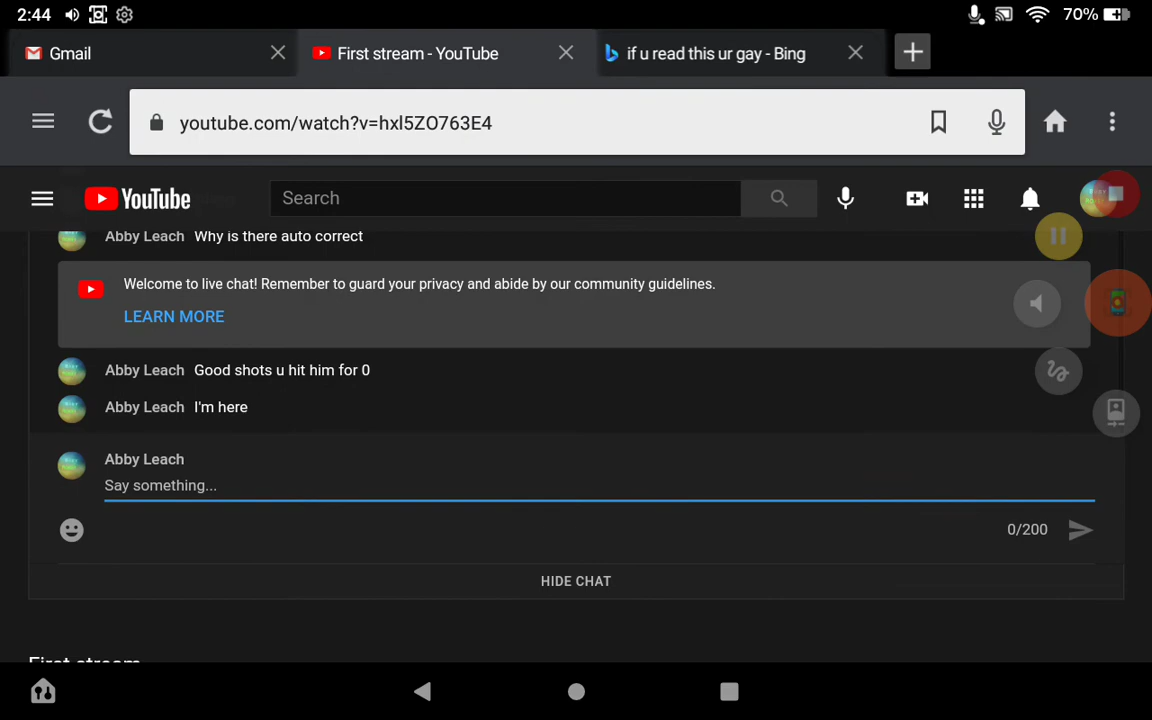 2:44
70%
Gmail
First stream - YouTube
if u read this ur gay - Bing
youtube.com/watch?v=hxl5ZO763E4
YouTube
Search
Abby Leach Why is there auto correct
Welcome to live chat! Remember to guard your privacy and abide by our community guidelines.
LEARN MORE
Abby Leach Good shots u hit him for 0
Abby Leach I'm here
Abby Leach
Say something...
0/200
HIDE CHAT
First stream